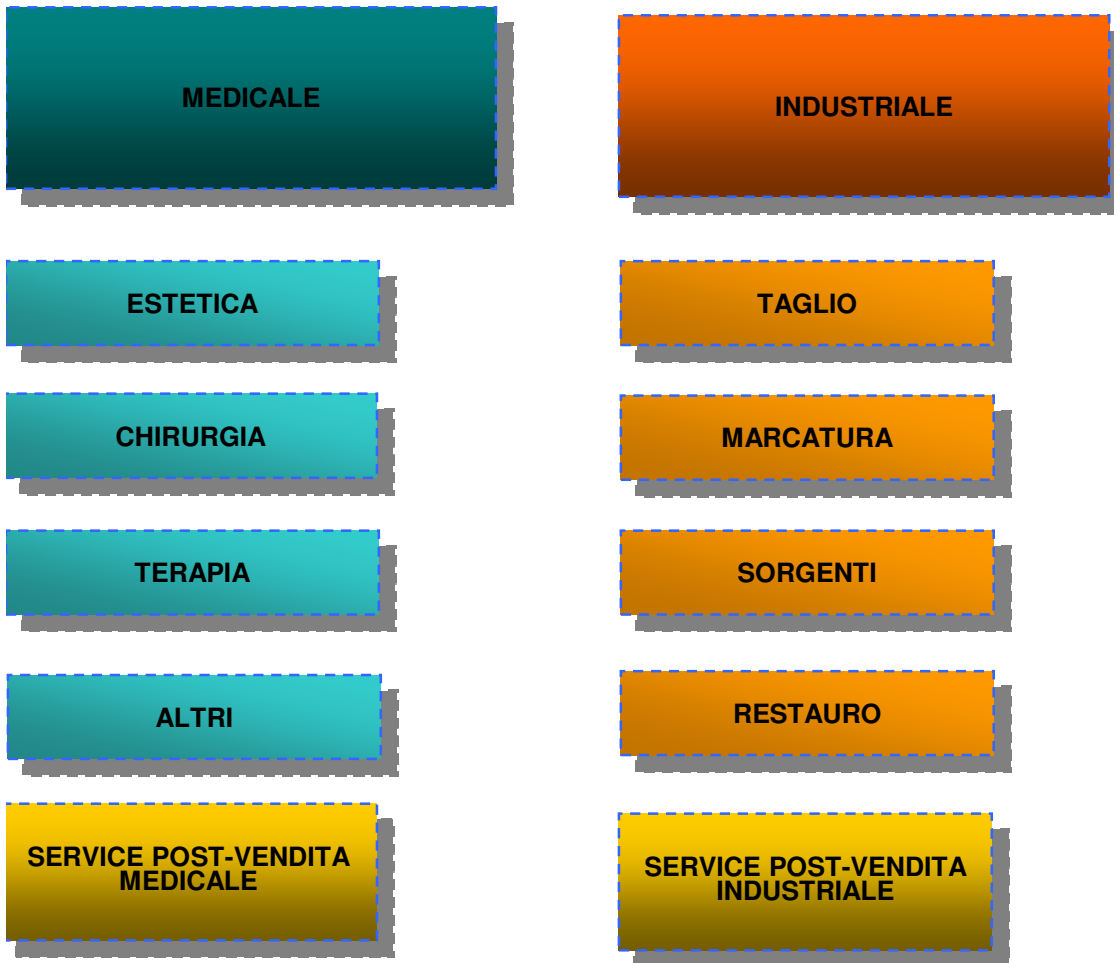 MEDICALE
INDUSTRIALE
ESTETICA
TAGLIO
CHIRURGIA
MARCATURA
TERAPIA
SORGENTI
ALTRI
RESTAURO
SERVICE POST-VENDITA
MEDICALE
SERVICE POST-VENDITA
INDUSTRIALE